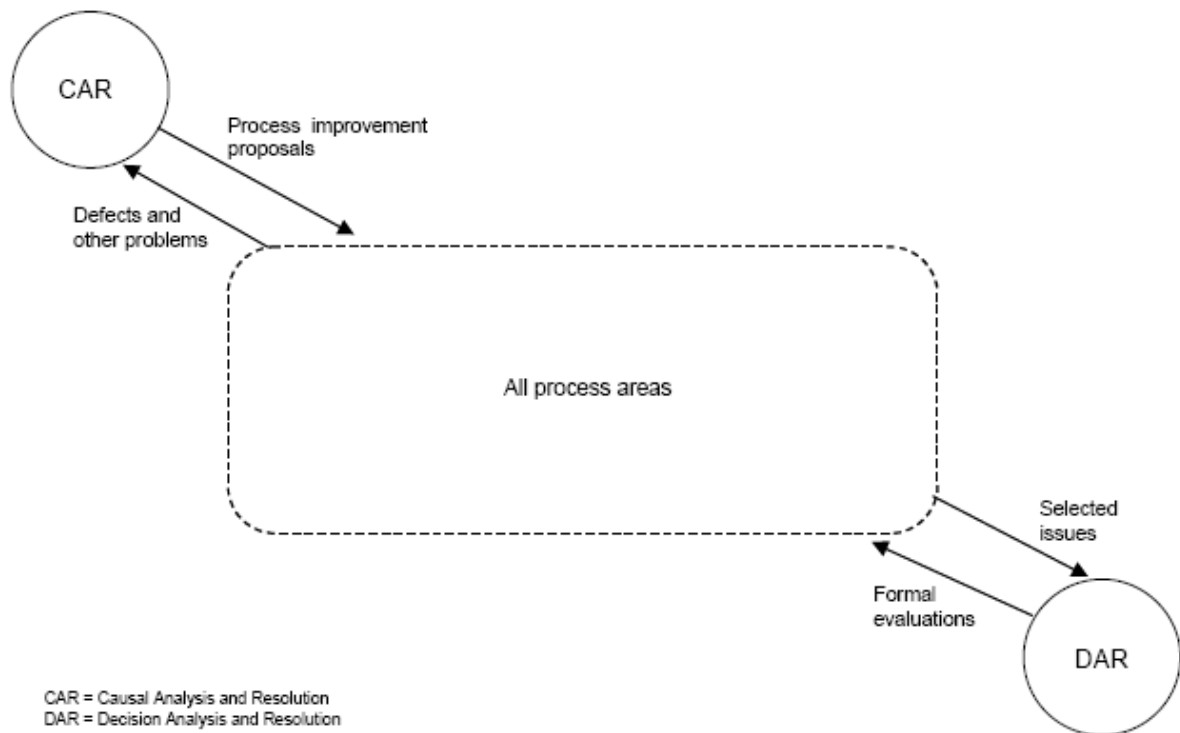 CAR
Process improvement
proposals
Defects and
other problems
All process areas
Selected
issues
Formal
evaluations
DAR
CAR = Causal Analysis and Resolution
DAR = Decision Analysis and Resolution